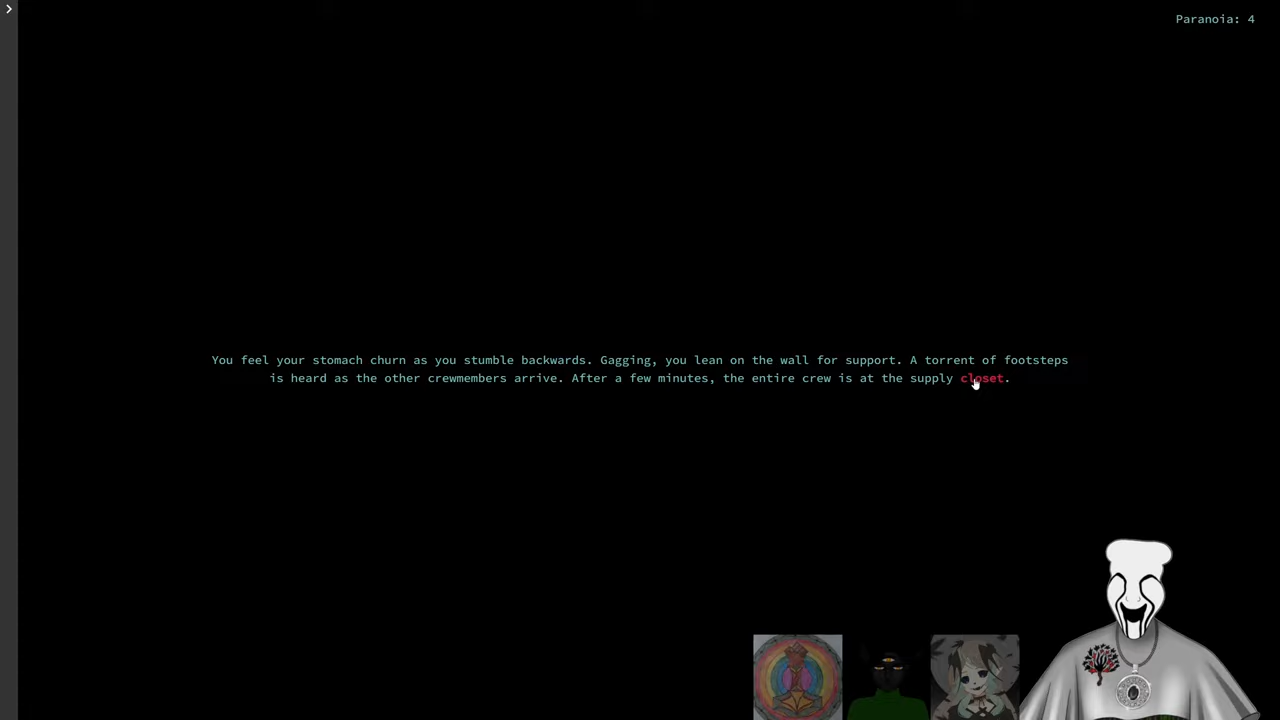 Paranoia: 4
You feel your stomach churn as you stumble backwards. Gagging, you lean on the wall for support. A torrent of footsteps
is heard as the other crewmembers arrive. After a few minutes, the entire crew is at the supply closet.